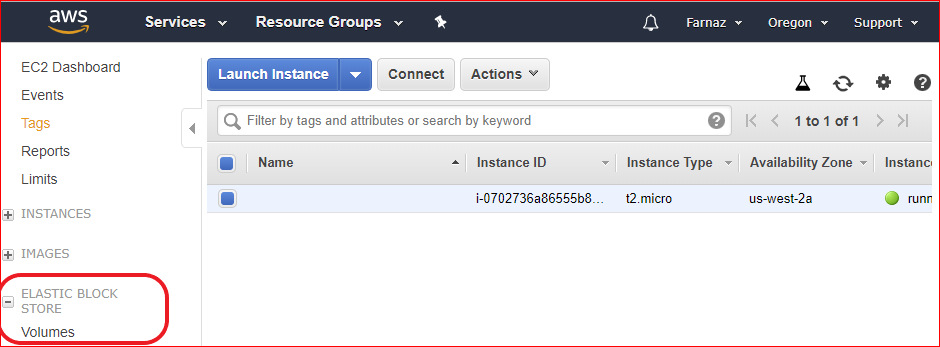 aws Services Resource Groups Farnaz Oregon Support
EC2 Dashboard
Events
Tags
Reports
Limits
INSTANCES
IMAGES
ELASTIC BLOCK
STORE
Volumes
Launch Instance Connect Actions
Filter by tags and attributes or search by keyword 1 to 1 of 1
Name Instance ID Instance Type Availability Zone Instanc
i-0702736a86555b8... t2.micro us-west-2a runn